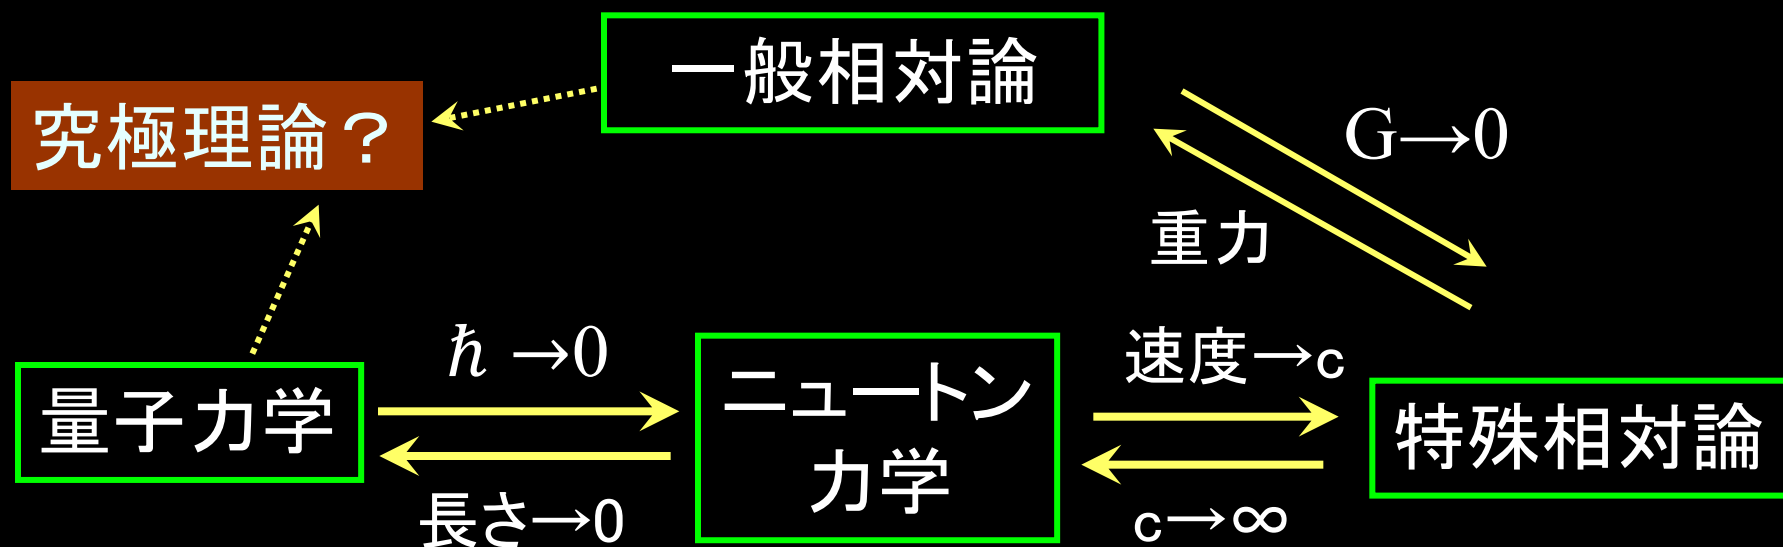 一般相対論
究極理論？
G→0
重力
ℏ →0
速度→c
量子力学
ニュートン
力学
特殊相対論
長さ→0
c→∞